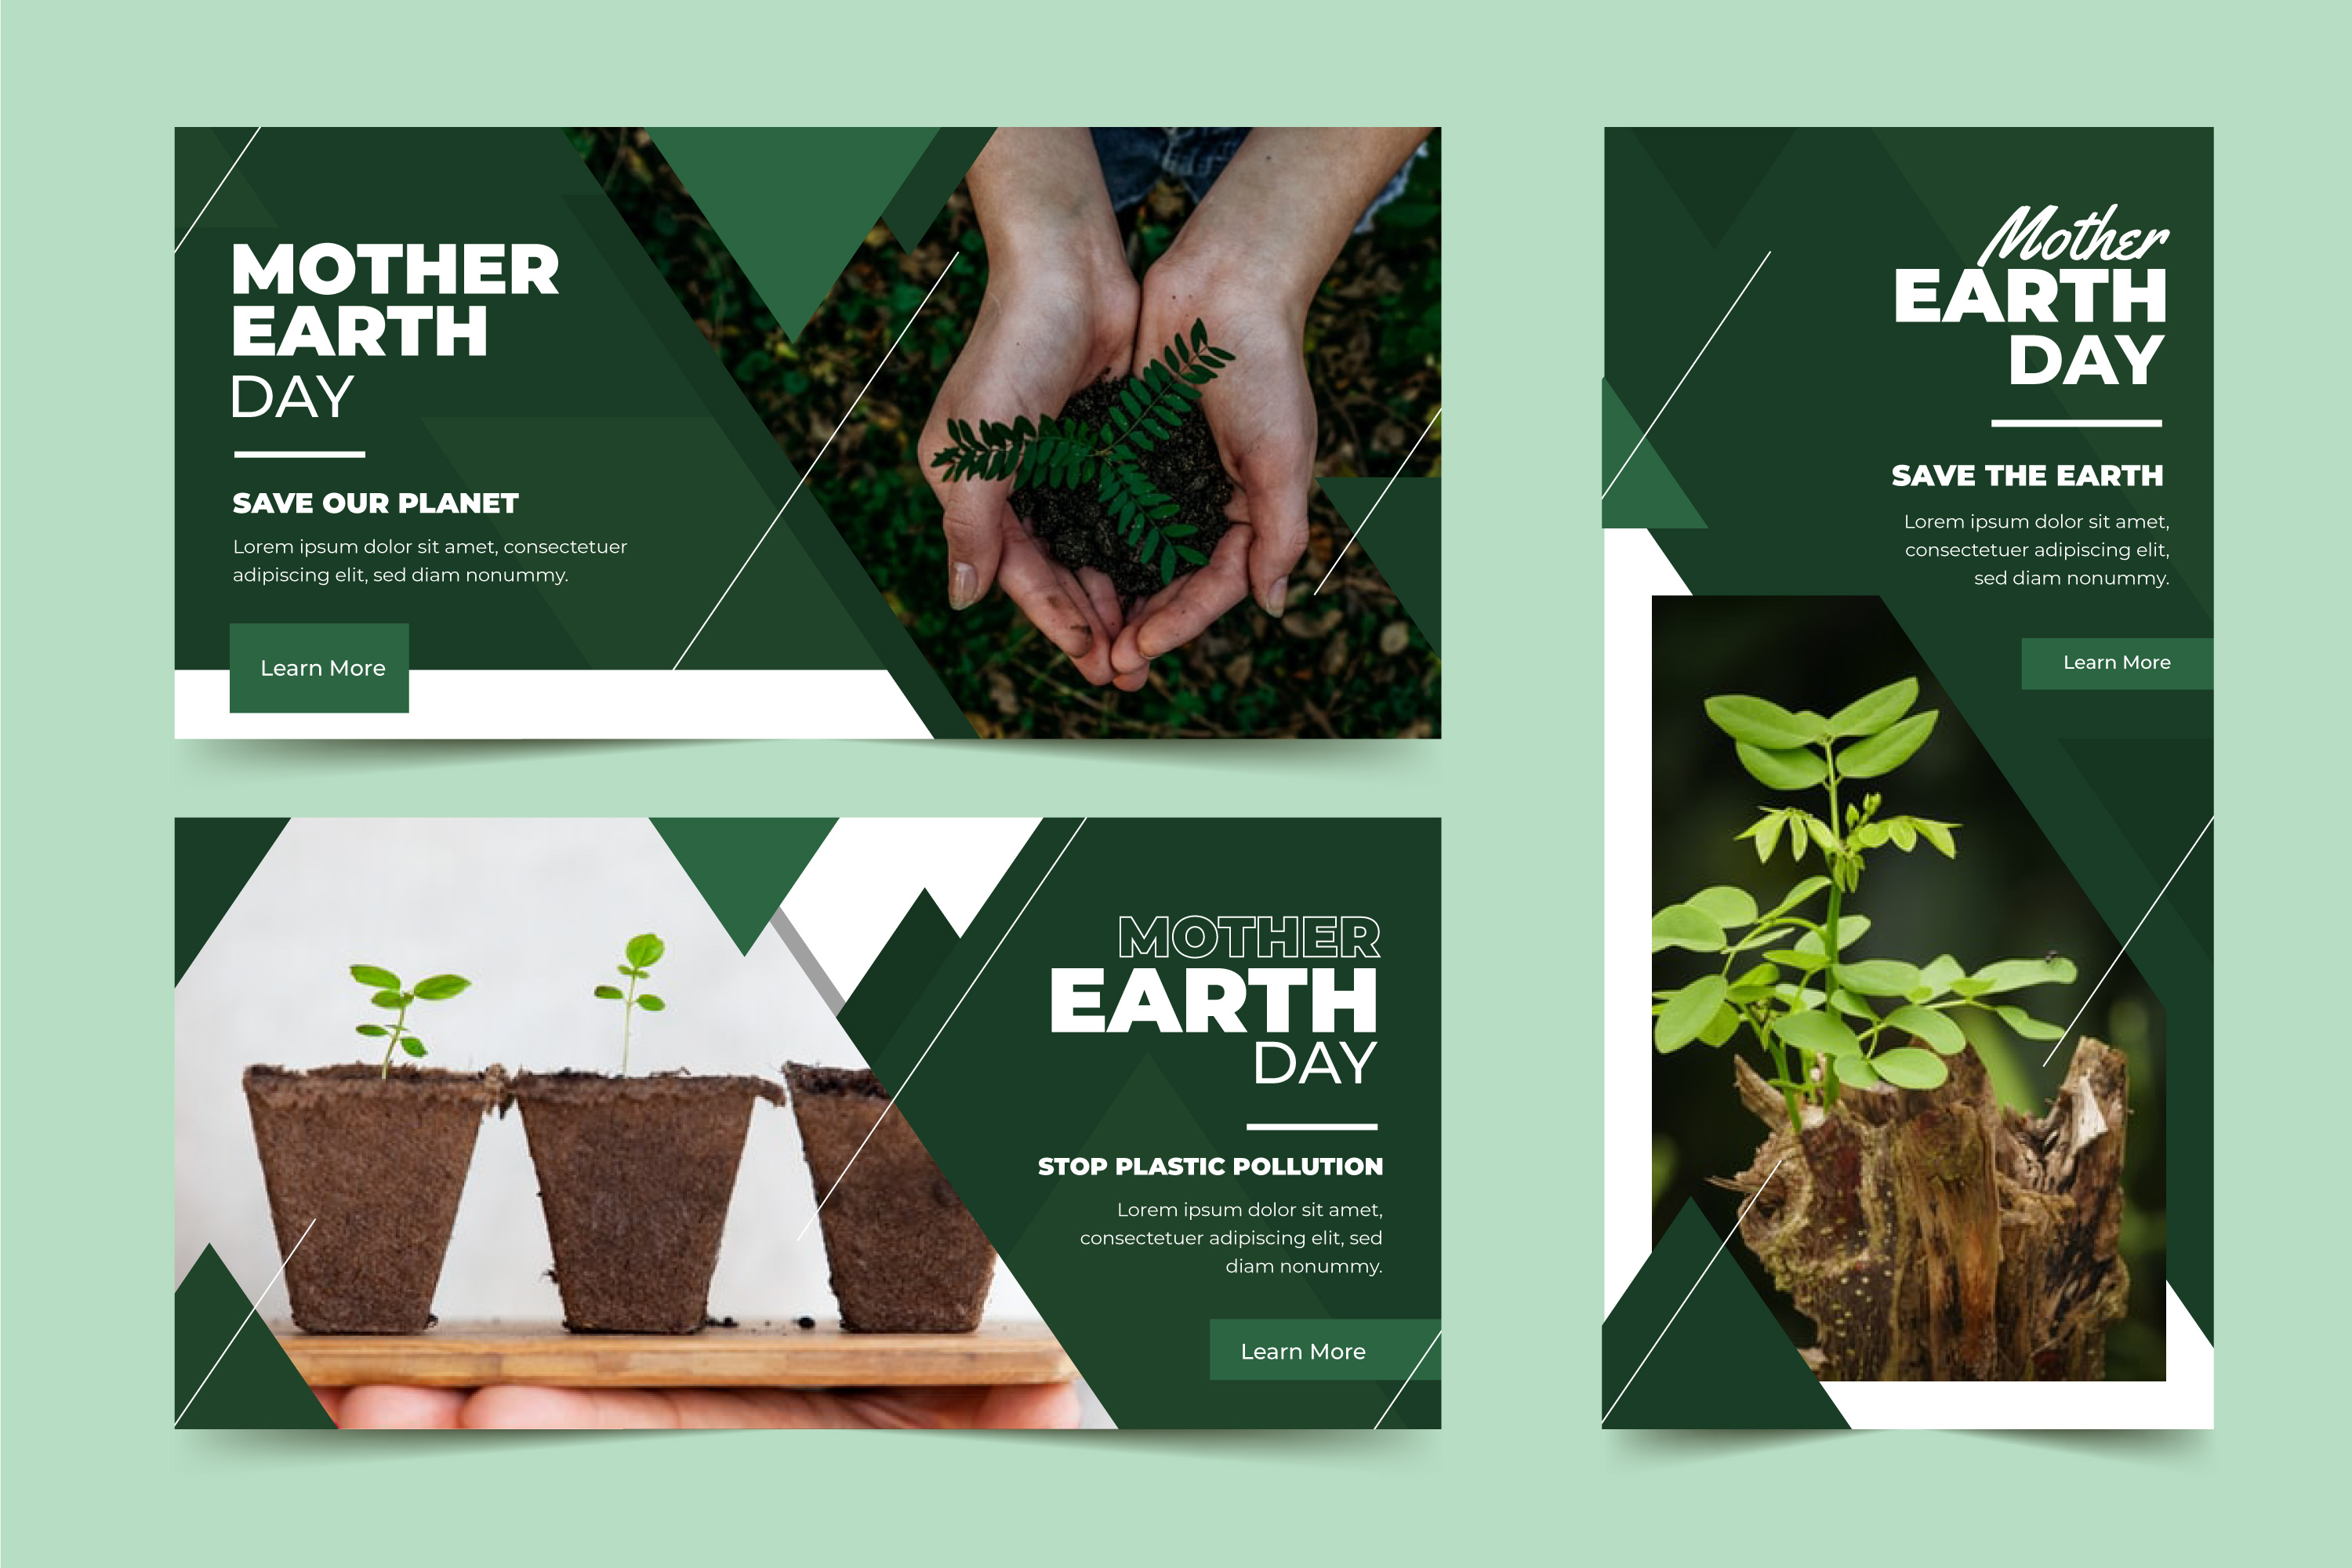 MOTHER
EARTH
DAY
SAVE OUR PLANET
Lorem ipsum dolor sit amet, consectetuer
adipiscing elit, sed diam nonummy.
Learn More
MOTHER
EARTH
DAY
STOP PLASTIC POLLUTION
Lorem ipsum dolor sit amet,
consectetuer adipiscing elit, sed
diam nonummy.
Learn More
Mother
EARTH
DAY
SAVE THE EARTH
Lorem ipsum dolor sit amet,
consectetuer adipiscing elit,
sed diam nonummy.
Learn More